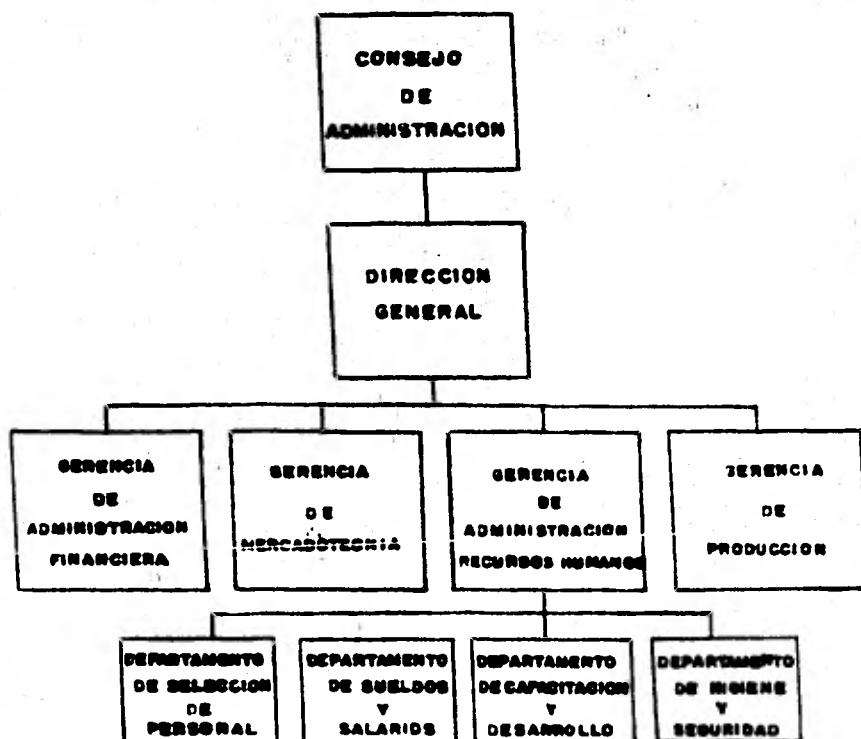 CONSEJO
DE
ADMINISTRACION
DIRECCION
GENERAL
GERENCIA
DE
ADMINISTRACION
FINANCIERA
GERENCIA
DE
MERCADOTECNIA
GERENCIA
DE
ADMINISTRACION
RECURSOS HUMANOS
GERENCIA
DE
PRODUCCION
DEPARTAMENTO
DE SELECCION
DE
PERSONAL
DEPARTAMENTO
DE SUELDOS
Y
SALARIOS
DEPARTAMENTO
DE CAPACITACION
Y
DESARROLLO
DEPARTAMENTO
DE HIGIENE
Y
SEGURIDAD